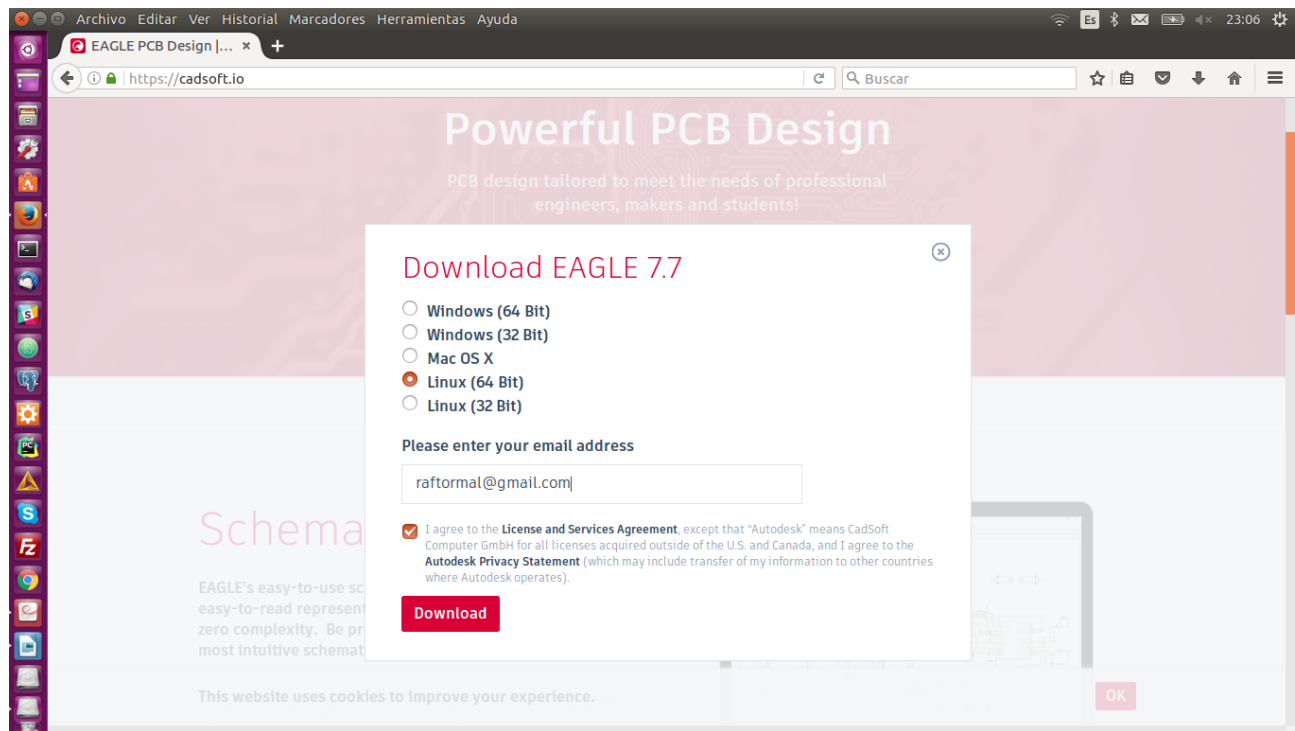 Archivo Editar Ver Historial Marcadores Herramientas Ayuda
Es
23:06
EAGLE PCB Design |... ×
https://cadsoft.io
Buscar
Powerful PCB Design
PCB design tailored to meet the needs of professional
engineers, makers and students!
Download EAGLE 7.7
Windows (64 Bit)
Windows (32 Bit)
Mac OS X
Linux (64 Bit)
Linux (32 Bit)
Please enter your email address
raftormal@gmail.com
I agree to the License and Services Agreement, except that "Autodesk" means CadSoft
Computer GmbH for all licenses acquired outside of the U.S. and Canada, and I agree to the
Autodesk Privacy Statement (which may include transfer of my information to other countries
where Autodesk operates).
Download
Schema
EAGLE's easy-to-use sc
easy-to-read represent
zero complexity. Be pr
most intuitive schemat
This website uses cookies to improve your experience.
OK